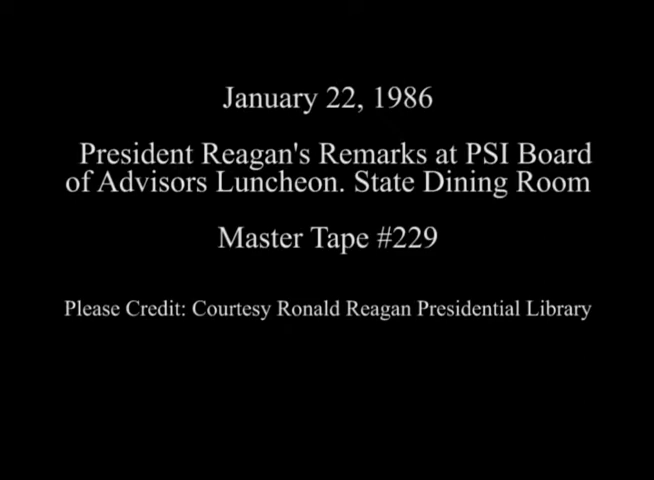 January 22, 1986
President Reagan's Remarks at PSI Board
of Advisors Luncheon. State Dining Room
Master Tape #229
Please Credit: Courtesy Ronald Reagan Presidential Library